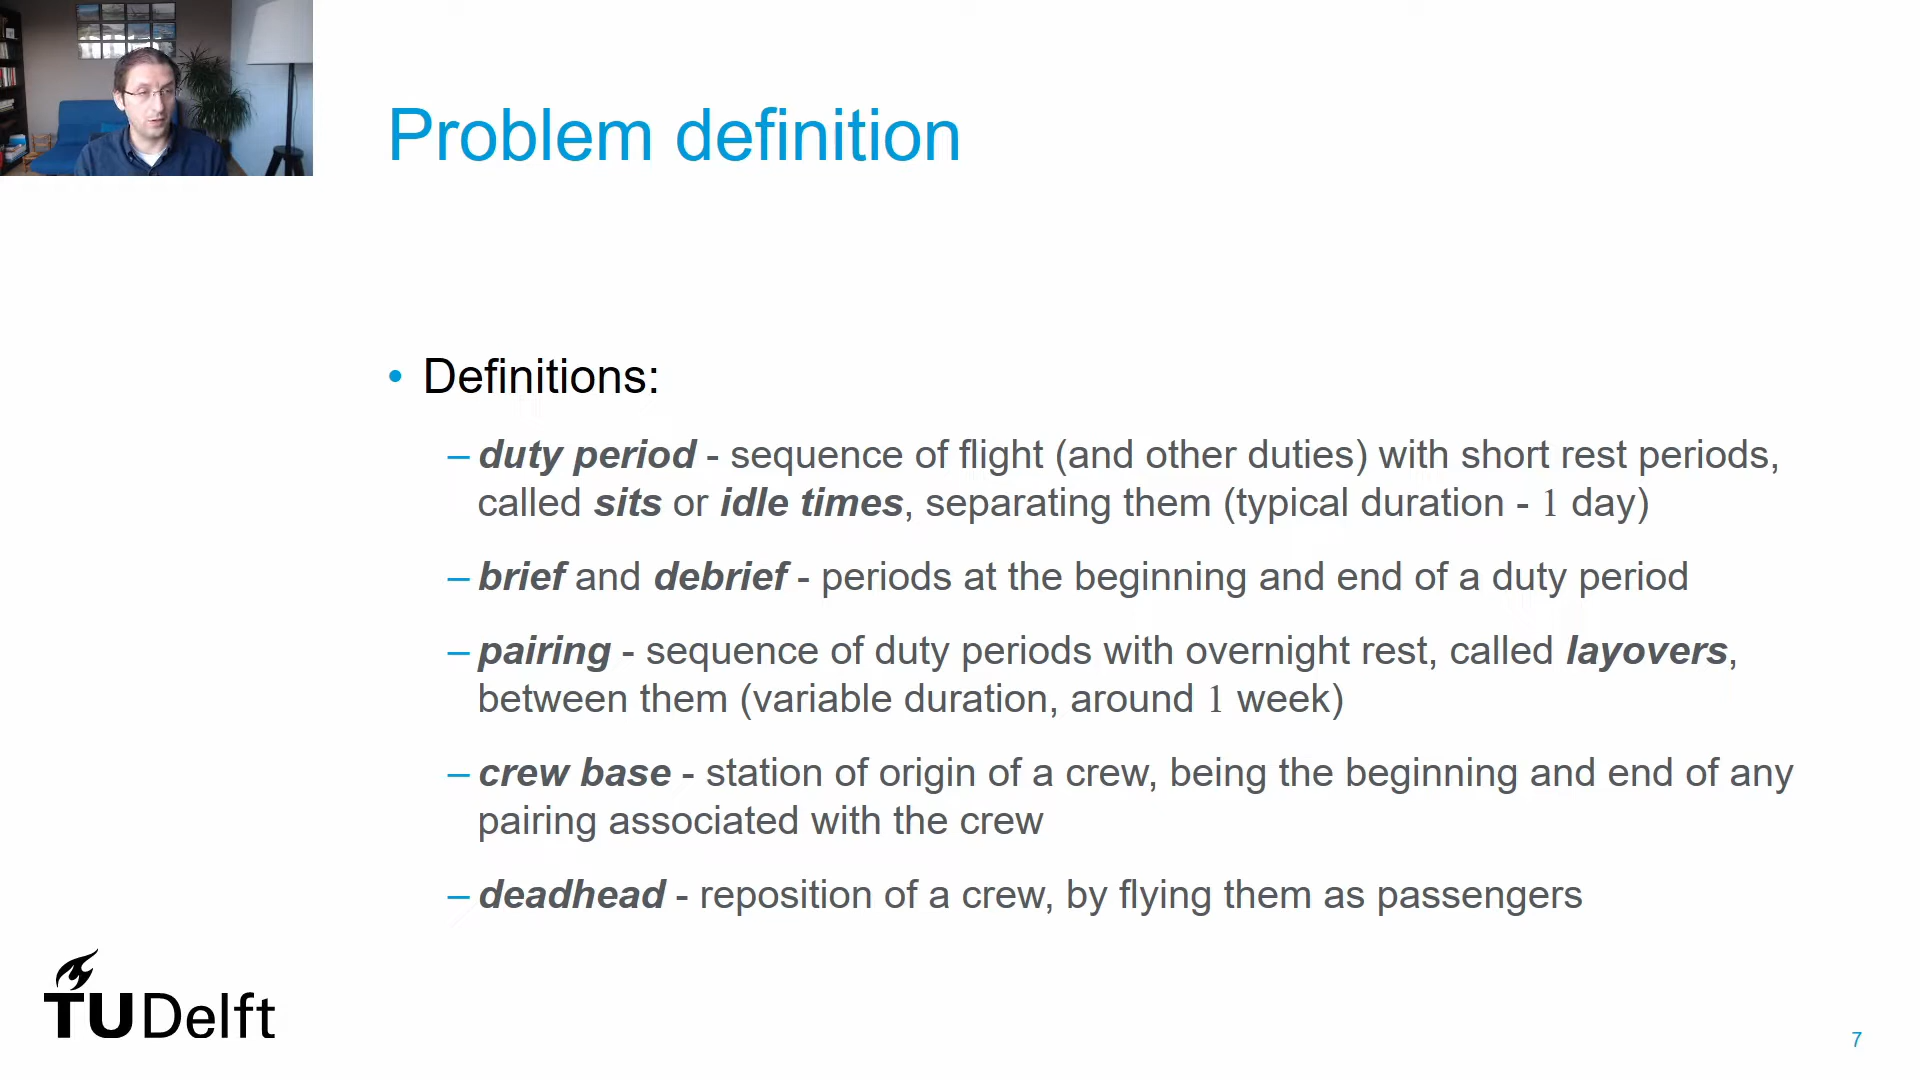 Problem definition
• Definitions:
– duty period - sequence of flight (and other duties) with short rest periods,
called sits or idle times, separating them (typical duration - 1 day)
– brief and debrief - periods at the beginning and end of a duty period
– pairing - sequence of duty periods with overnight rest, called layovers,
between them (variable duration, around 1 week)
– crew base - station of origin of a crew, being the beginning and end of any
pairing associated with the crew
– deadhead - reposition of a crew, by flying them as passengers
TU Delft
7